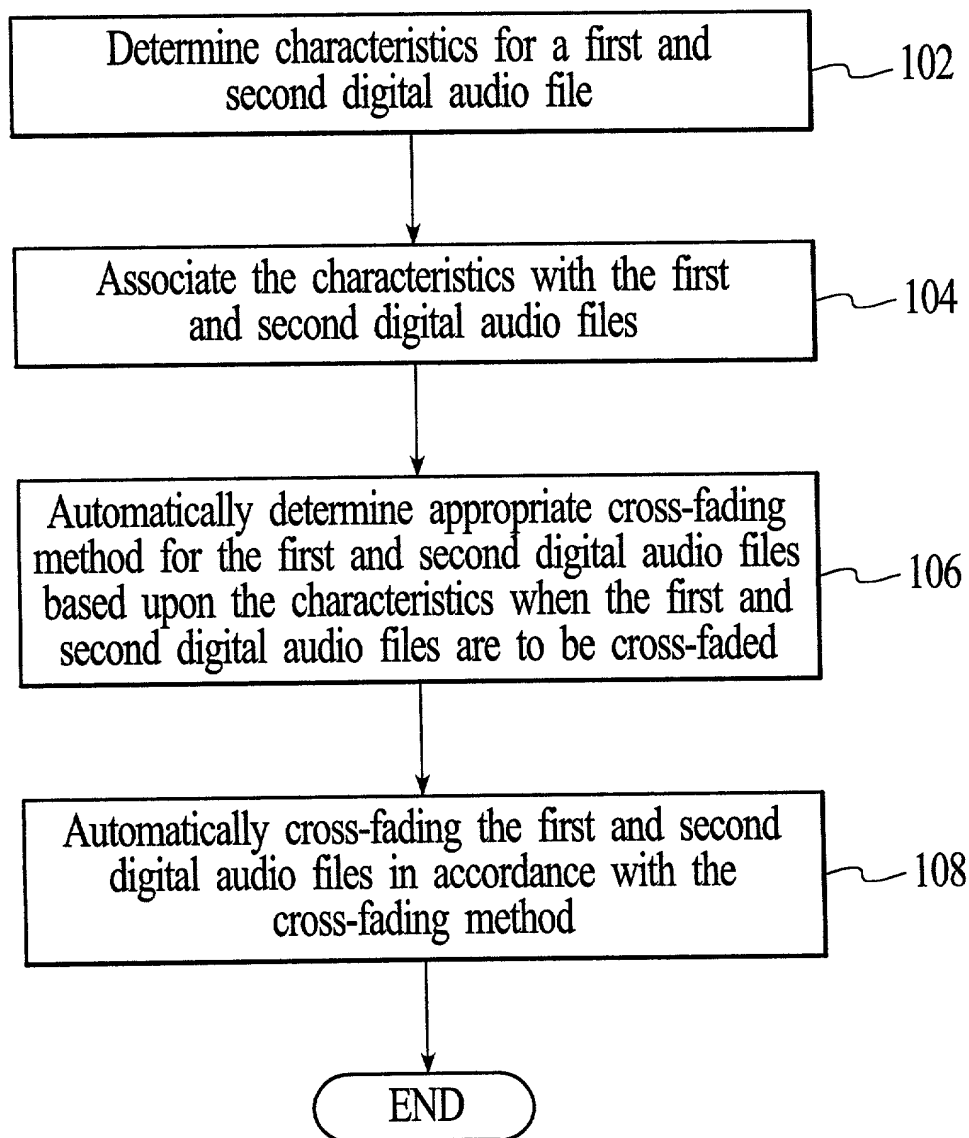 Determine characteristics for a first and
second digital audio file
102
Associate the characteristics with the first
and second digital audio files
104
Automatically determine appropriate cross-fading
method for the first and second digital audio files
based upon the characteristics when the first and
second digital audio files are to be cross-faded
106
Automatically cross-fading the first and second
digital audio files in accordance with the
cross-fading method
108
END